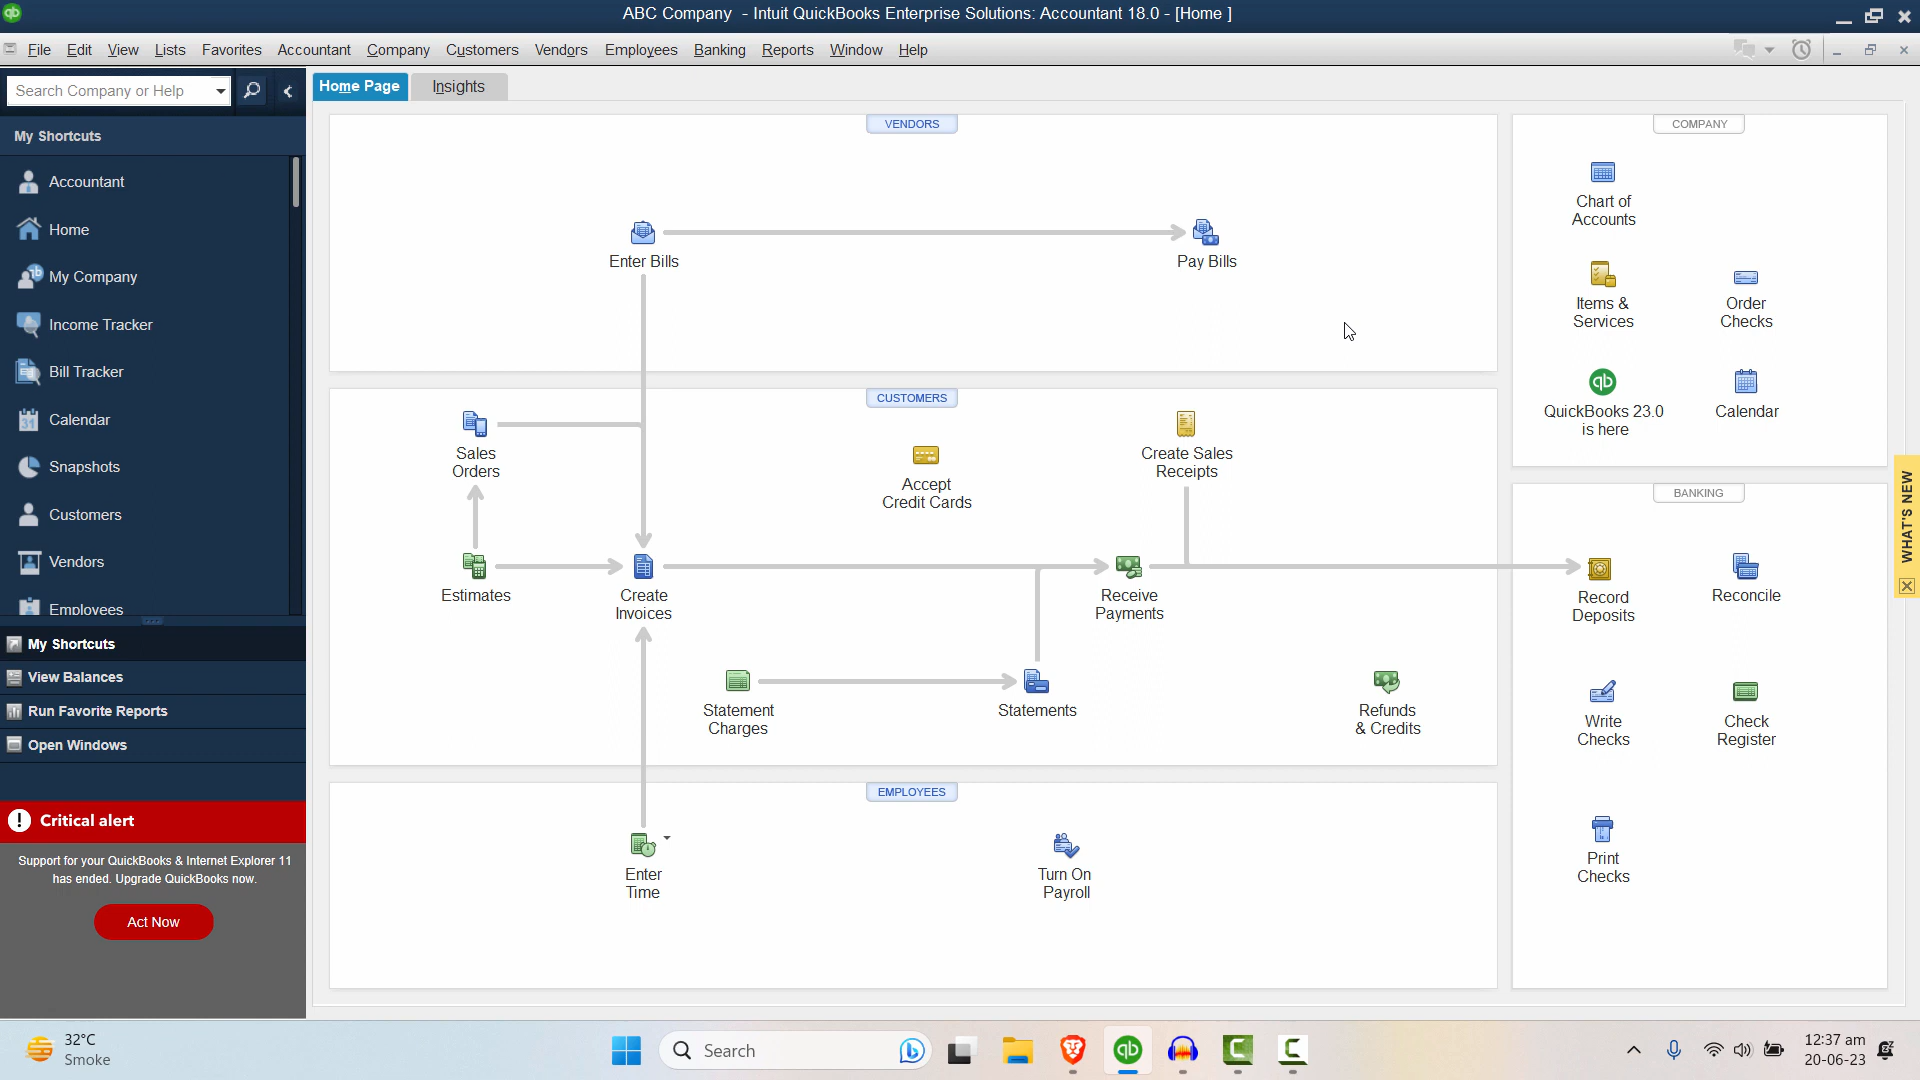 ABC Company - Intuit QuickBooks Enterprise Solutions: Accountant 18.0 - [Home ]
File Edit View Lists Favorites Accountant Company Customers Vendors Employees Banking Reports Window Help
Search Company or Help
Home Page Insights
My Shortcuts
Accountant
Home
My Company
Income Tracker
Bill Tracker
Calendar
31
Snapshots
Customers
Vendors
Employees
My Shortcuts
View Balances
Run Favorite Reports
Open Windows
Critical alert
Support for your QuickBooks & Internet Explorer 11
has ended. Upgrade QuickBooks now.
Act Now
VENDORS
Enter Bills
Pay Bills
CUSTOMERS
Sales
Orders
Accept
Credit Cards
Create Sales
Receipts
Estimates
Create
Invoices
Receive
Payments
Statement
Charges
Statements
Refunds
& Credits
EMPLOYEES
Enter
Time
Turn On
Payroll
COMPANY
Chart of
Accounts
Items &
Services
Order
Checks
qb
QuickBooks 23.0
is here
Calendar
BANKING
Record
Deposits
Reconcile
Write
Checks
Check
Register
Print
Checks
WHAT'S NEW
32°C
Smoke
Search
12:37 am
20-06-23